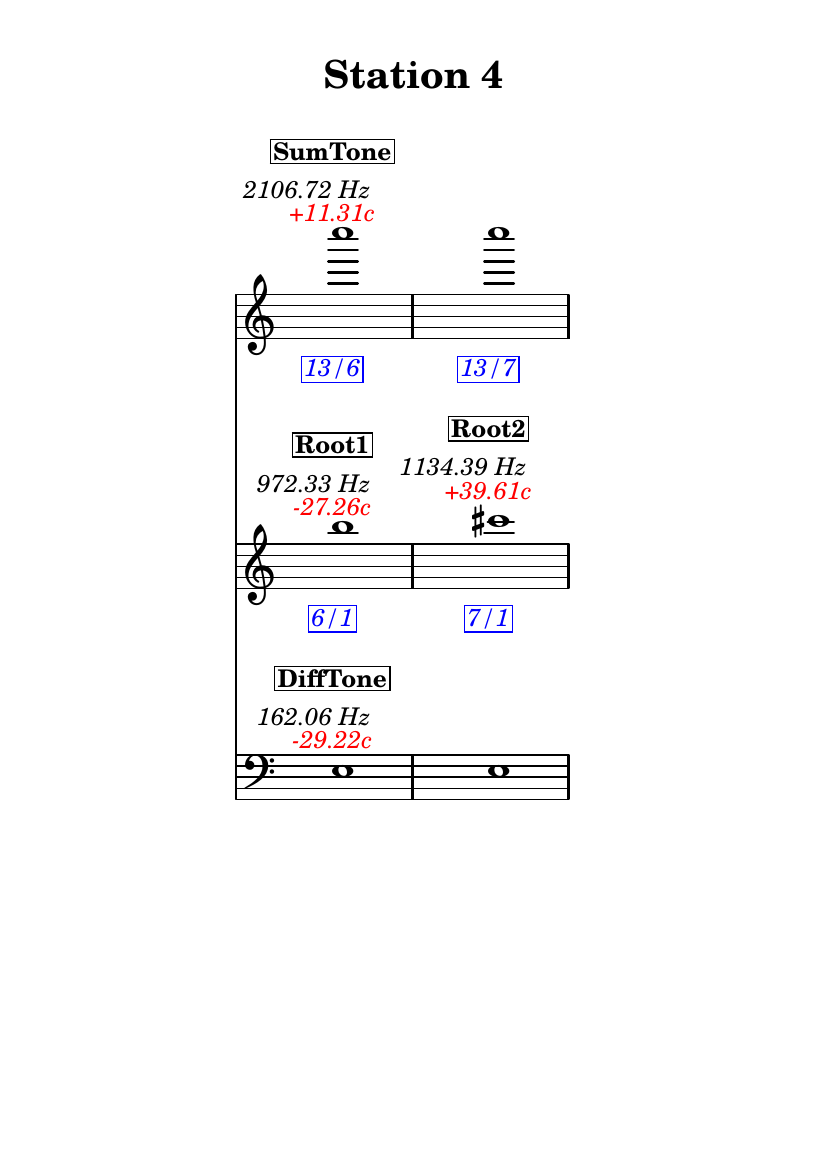 Station 4
SumTone
2106.72 Hz
+11.31c
13/6
13/7
Root1
972.33 Hz
-27.26c
Root2
1134.39 Hz
+39.61c
6/1
7/1
DiffTone
162.06 Hz
-29.22c